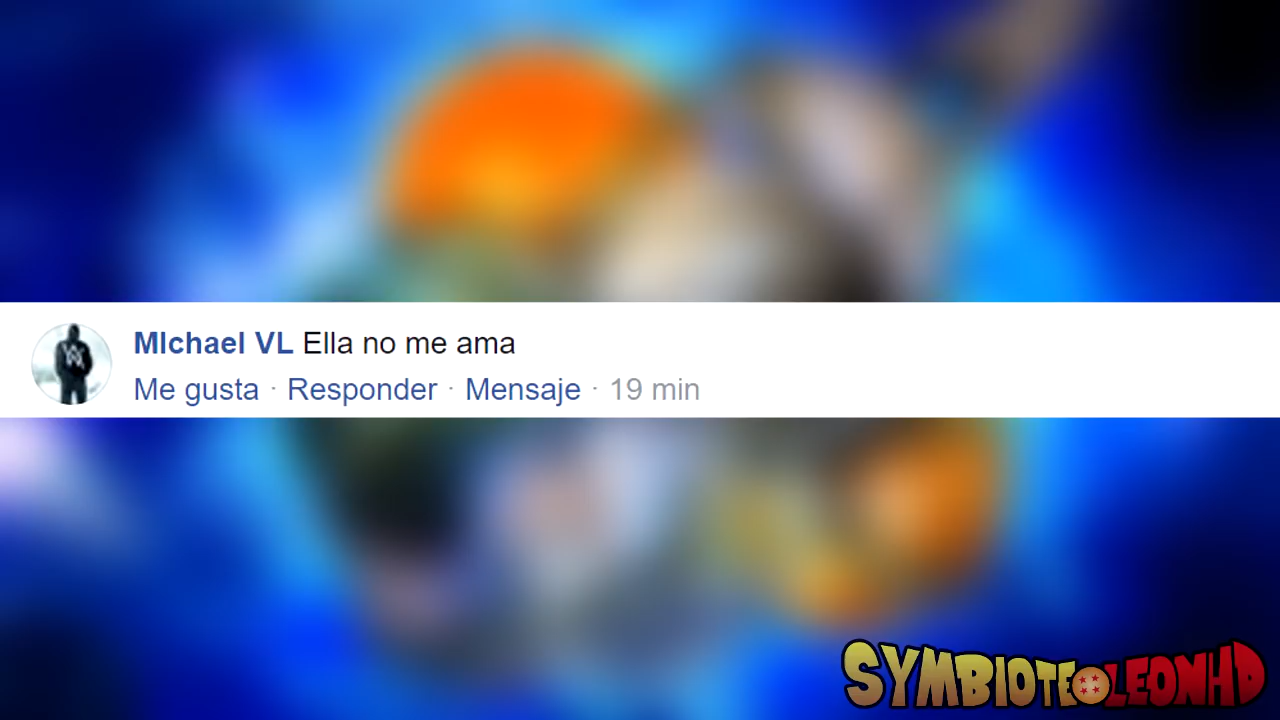 MIchael VL Ella no me ama
Me gusta · Responder · Mensaje · 19 min
SYMBIOTELEONHD